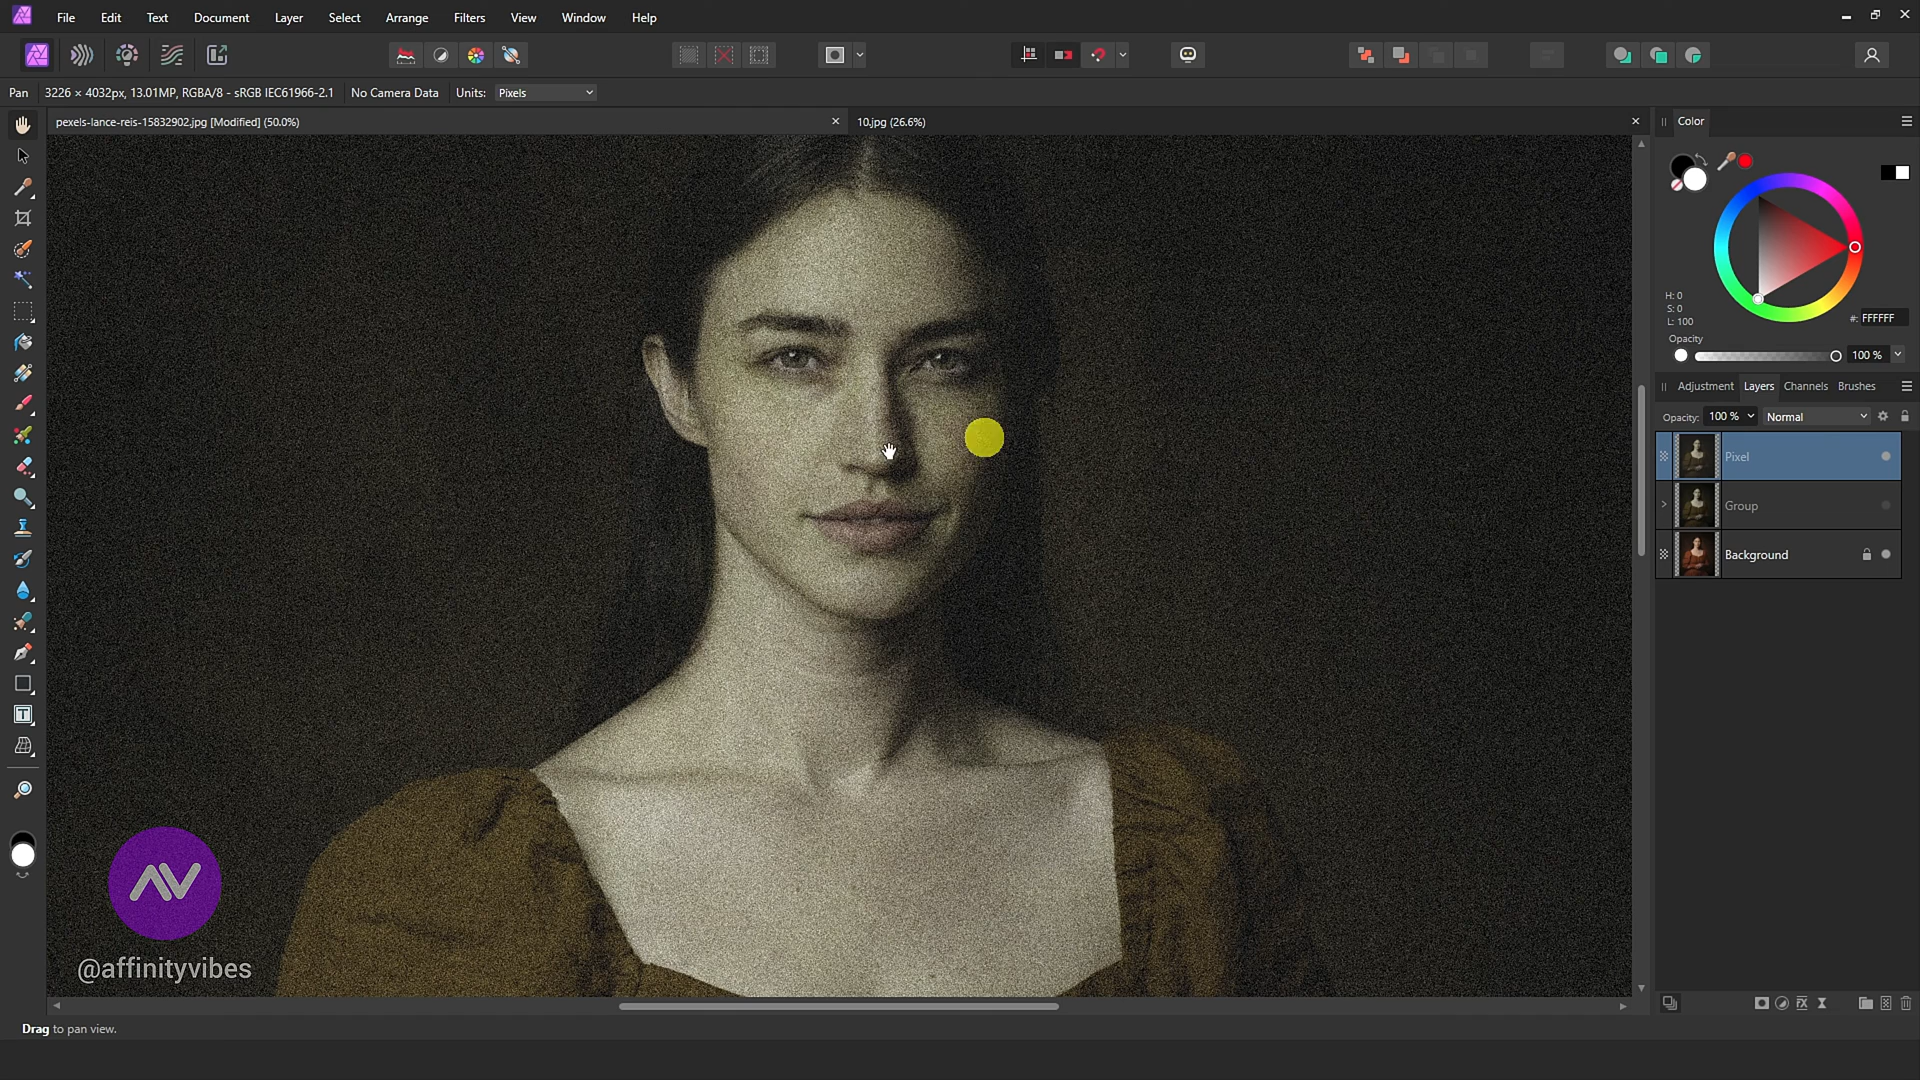 File Edit Text Document Layer Select Arrange Filters View Window Help
Pan 3226 × 4032px, 13.01MP, RGBA/8 - sRGB IEC61966-2.1 No Camera Data Units: Pixels
pexels-lance-reis-15832902.jpg [Modified] (50.0%)
10.jpg (26.6%)
Color
H: 0
S: 0
L: 100
#: FFFFFF
Opacity
100 %
Adjustment Layers Channels Brushes
Opacity: 100 % Normal
Pixel
Group
Background
@affinityvibes
Drag to pan view.